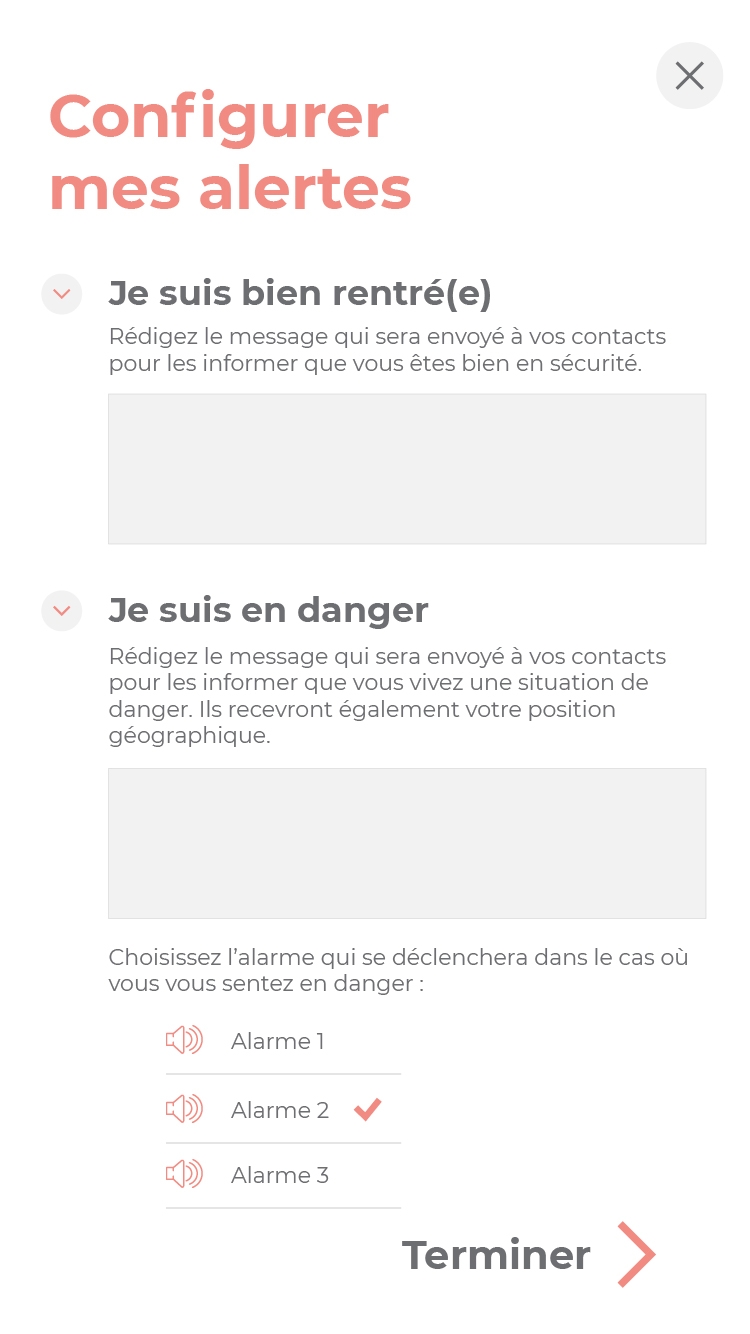 Configurer
mes alertes
Je suis bien rentré(e)
Rédigez le message qui sera envoyé à vos contacts
pour les informer que vous êtes bien en sécurité.
Je suis en danger
Rédigez le message qui sera envoyé à vos contacts
pour les informer que vous vivez une situation de
danger. Ils recevront également votre position
géographique.
Choisissez l’alarme qui se déclenchera dans le cas où
vous vous sentez en danger :
Alarme 1
Alarme 2
Alarme 3
Terminer